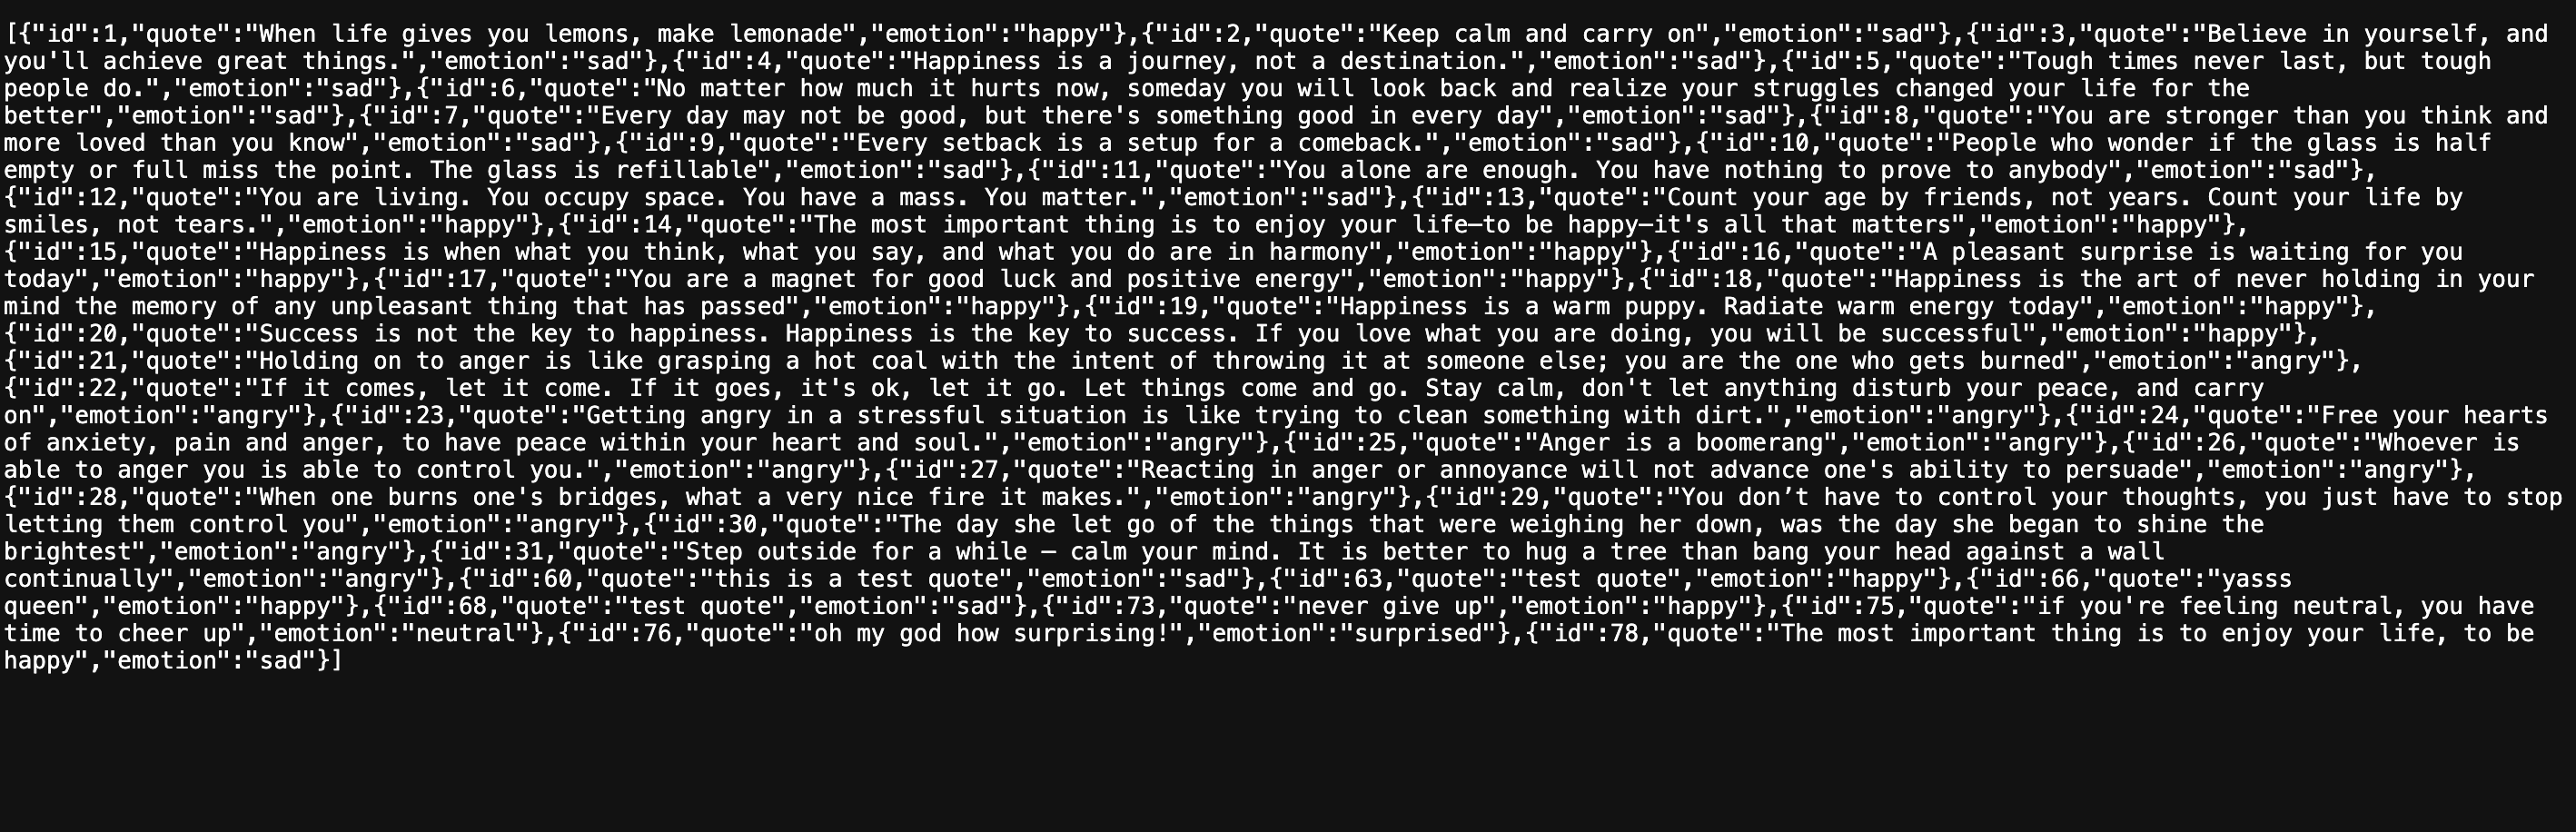 [{"id":1,"quote":"When life gives you lemons, make lemonade","emotion":"happy"},{"id":2,"quote":"Keep calm and carry on","emotion":"sad"},{"id":3,"quote":"Believe in yourself, and
you'll achieve great things.","emotion":"sad"},{"id":4,"quote":"Happiness is a journey, not a destination.","emotion":"sad"},{"id":5,"quote":"Tough times never last, but tough
people do.","emotion":"sad"},{"id":6,"quote":"No matter how much it hurts now, someday you will look back and realize your struggles changed your life for the
better","emotion":"sad"},{"id":7,"quote":"Every day may not be good, but there's something good in every day","emotion":"sad"},{"id":8,"quote":"You are stronger than you think and
more loved than you know","emotion":"sad"},{"id":9,"quote":"Every setback is a setup for a comeback.","emotion":"sad"},{"id":10,"quote":"People who wonder if the glass is half
empty or full miss the point. The glass is refillable","emotion":"sad"},{"id":11,"quote":"You alone are enough. You have nothing to prove to anybody","emotion":"sad"},
{"id":12,"quote":"You are living. You occupy space. You have a mass. You matter.","emotion":"sad"},{"id":13,"quote":"Count your age by friends, not years. Count your life by
smiles, not tears.","emotion":"happy"},{"id":14,"quote":"The most important thing is to enjoy your life—to be happy—it's all that matters","emotion":"happy"},
{"id":15,"quote":"Happiness is when what you think, what you say, and what you do are in harmony","emotion":"happy"},{"id":16,"quote":"A pleasant surprise is waiting for you
today","emotion":"happy"},{"id":17,"quote":"You are a magnet for good luck and positive energy","emotion":"happy"},{"id":18,"quote":"Happiness is the art of never holding in your
mind the memory of any unpleasant thing that has passed","emotion":"happy"},{"id":19,"quote":"Happiness is a warm puppy. Radiate warm energy today","emotion":"happy"},
{"id":20,"quote":"Success is not the key to happiness. Happiness is the key to success. If you love what you are doing, you will be successful","emotion":"happy"},
{"id":21,"quote":"Holding on to anger is like grasping a hot coal with the intent of throwing it at someone else; you are the one who gets burned","emotion":"angry"},
{"id":22,"quote":"If it comes, let it come. If it goes, it's ok, let it go. Let things come and go. Stay calm, don't let anything disturb your peace, and carry
on","emotion":"angry"},{"id":23,"quote":"Getting angry in a stressful situation is like trying to clean something with dirt.","emotion":"angry"},{"id":24,"quote":"Free your hearts
of anxiety, pain and anger, to have peace within your heart and soul.","emotion":"angry"},{"id":25,"quote":"Anger is a boomerang","emotion":"angry"},{"id":26,"quote":"Whoever is
able to anger you is able to control you.","emotion":"angry"},{"id":27,"quote":"Reacting in anger or annoyance will not advance one's ability to persuade","emotion":"angry"},
{"id":28,"quote":"When one burns one's bridges, what a very nice fire it makes.","emotion":"angry"},{"id":29,"quote":"You don’t have to control your thoughts, you just have to stop
letting them control you","emotion":"angry"},{"id":30,"quote":"The day she let go of the things that were weighing her down, was the day she began to shine the
brightest","emotion":"angry"},{"id":31,"quote":"Step outside for a while – calm your mind. It is better to hug a tree than bang your head against a wall
continually","emotion":"angry"},{"id":60,"quote":"this is a test quote","emotion":"sad"},{"id":63,"quote":"test quote","emotion":"happy"},{"id":66,"quote":"yasss
queen","emotion":"happy"},{"id":68,"quote":"test quote","emotion":"sad"},{"id":73,"quote":"never give up","emotion":"happy"},{"id":75,"quote":"if you're feeling neutral, you have
time to cheer up","emotion":"neutral"},{"id":76,"quote":"oh my god how surprising!","emotion":"surprised"},{"id":78,"quote":"The most important thing is to enjoy your life, to be
happy","emotion":"sad"}]